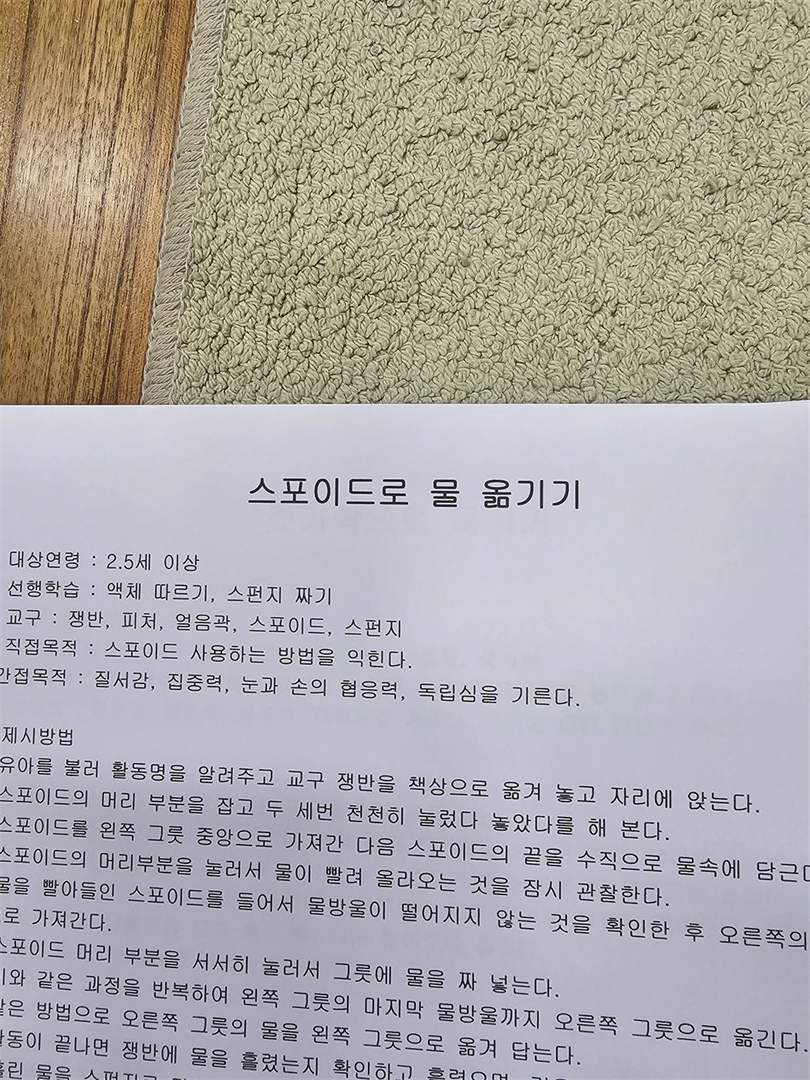 스포이드로 물 옮기기
대상연령 : 2.5세 이상
선행학습 : 액체 따르기, 스펀지 짜기
교구 : 쟁반, 피처, 얼음곽, 스포이드, 스펀지
직접목적 : 스포이드 사용하는 방법을 익힌다.
간접목적 : 질서감, 집중력, 눈과 손의 협응력, 독립심을 기른다.
제시방법
유아를 불러 활동명을 알려주고 교구 쟁반을 책상으로 옮겨 놓고 자리에 앉는다.
스포이드의 머리 부분을 잡고 두 세번 천천히 눌렀다 놓았다를 해 본다.
스포이드를 왼쪽 그릇 중앙으로 가져간 다음 스포이드의 끝을 수직으로 물속에 담근다
스포이드의 머리부분을 눌러서 물이 빨려 올라오는 것을 잠시 관찰한다.
물을 빨아들인 스포이드를 들어서 물방울이 떨어지지 않는 것을 확인한 후 오른쪽의
로 가져간다.
스포이드 머리 부분을 서서히 눌러서 그릇에 물을 짜 넣는다.
위와 같은 과정을 반복하여 왼쪽 그릇의 마지막 물방울까지 오른쪽 그릇으로 옮긴다.
같은 방법으로 오른쪽 그릇의 물을 왼쪽 그릇으로 옮겨 담는다.
활동이 끝나면 쟁반에 물을 흘렸는지 확인하고 흘렸으면
흘린 물을 스펀지로